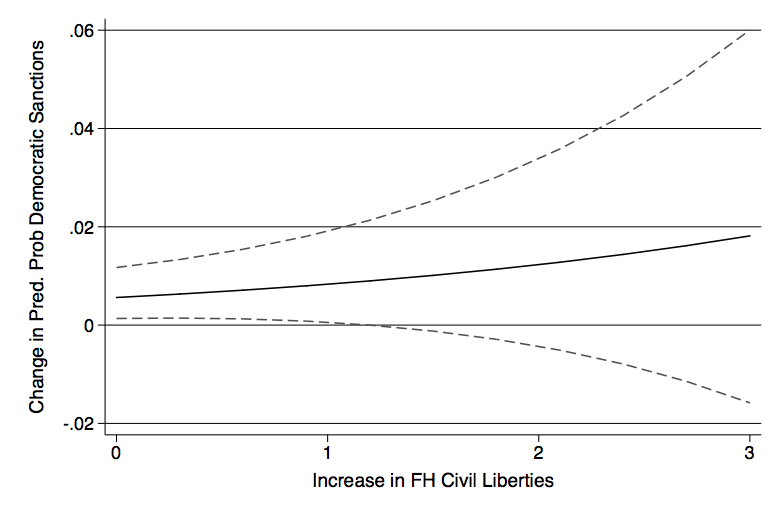 Change in Pred. Prob Democratic Sanctions
.06
.04
.02
0
-.02
0 1 2 3
Increase in FH Civil Liberties